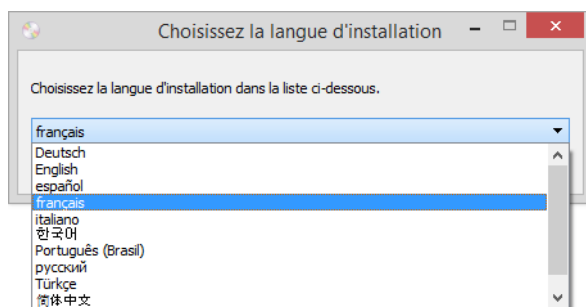 Choisissez la langue d'installation
Choisissez la langue d'installation dans la liste ci-dessous.
français
Deutsch
English
español
français
italiano
한국어
Português (Brasil)
русский
Türkçe
简体中文